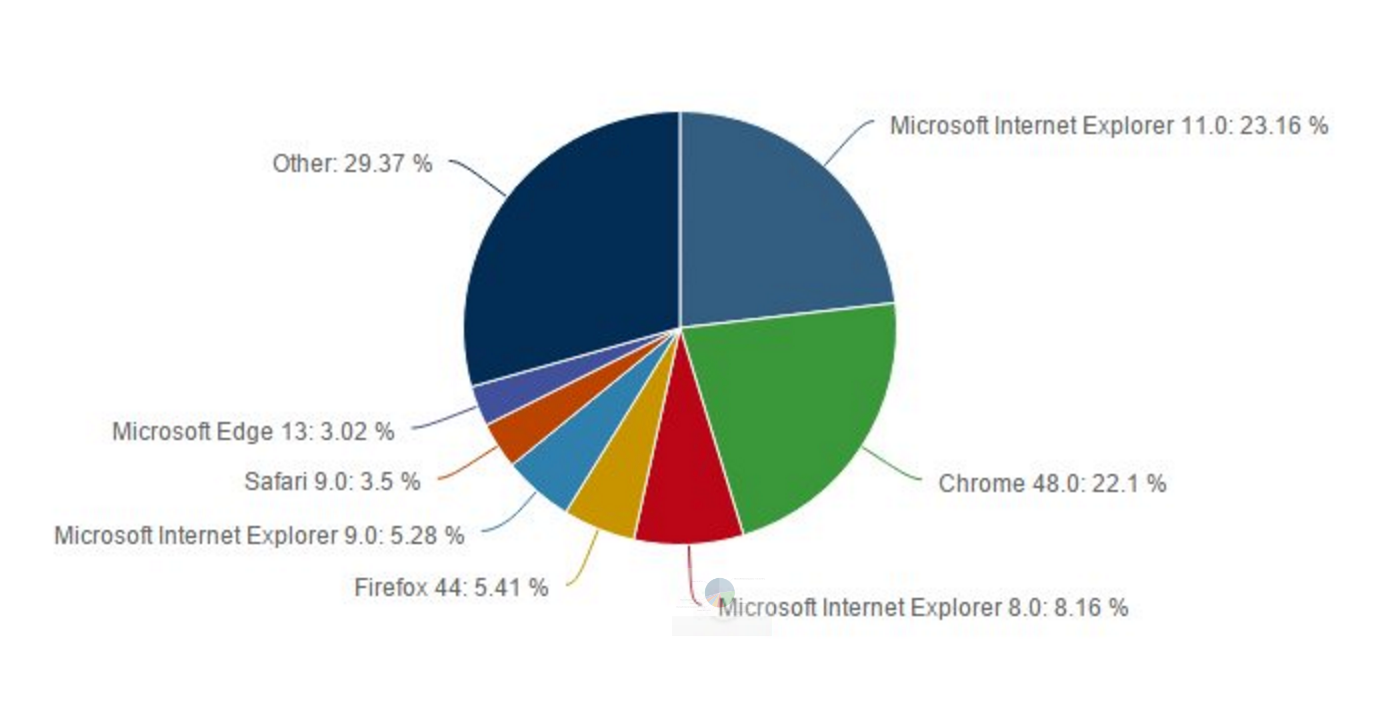 Microsoft Internet Explorer 11.0: 23.16 %
Other: 29.37 %
Microsoft Edge 13: 3.02 %
Safari 9.0: 3.5 %
Chrome 48.0: 22.1 %
Microsoft Internet Explorer 9.0: 5.28 %
Firefox 44: 5.41 %
Microsoft Internet Explorer 8.0: 8.16 %